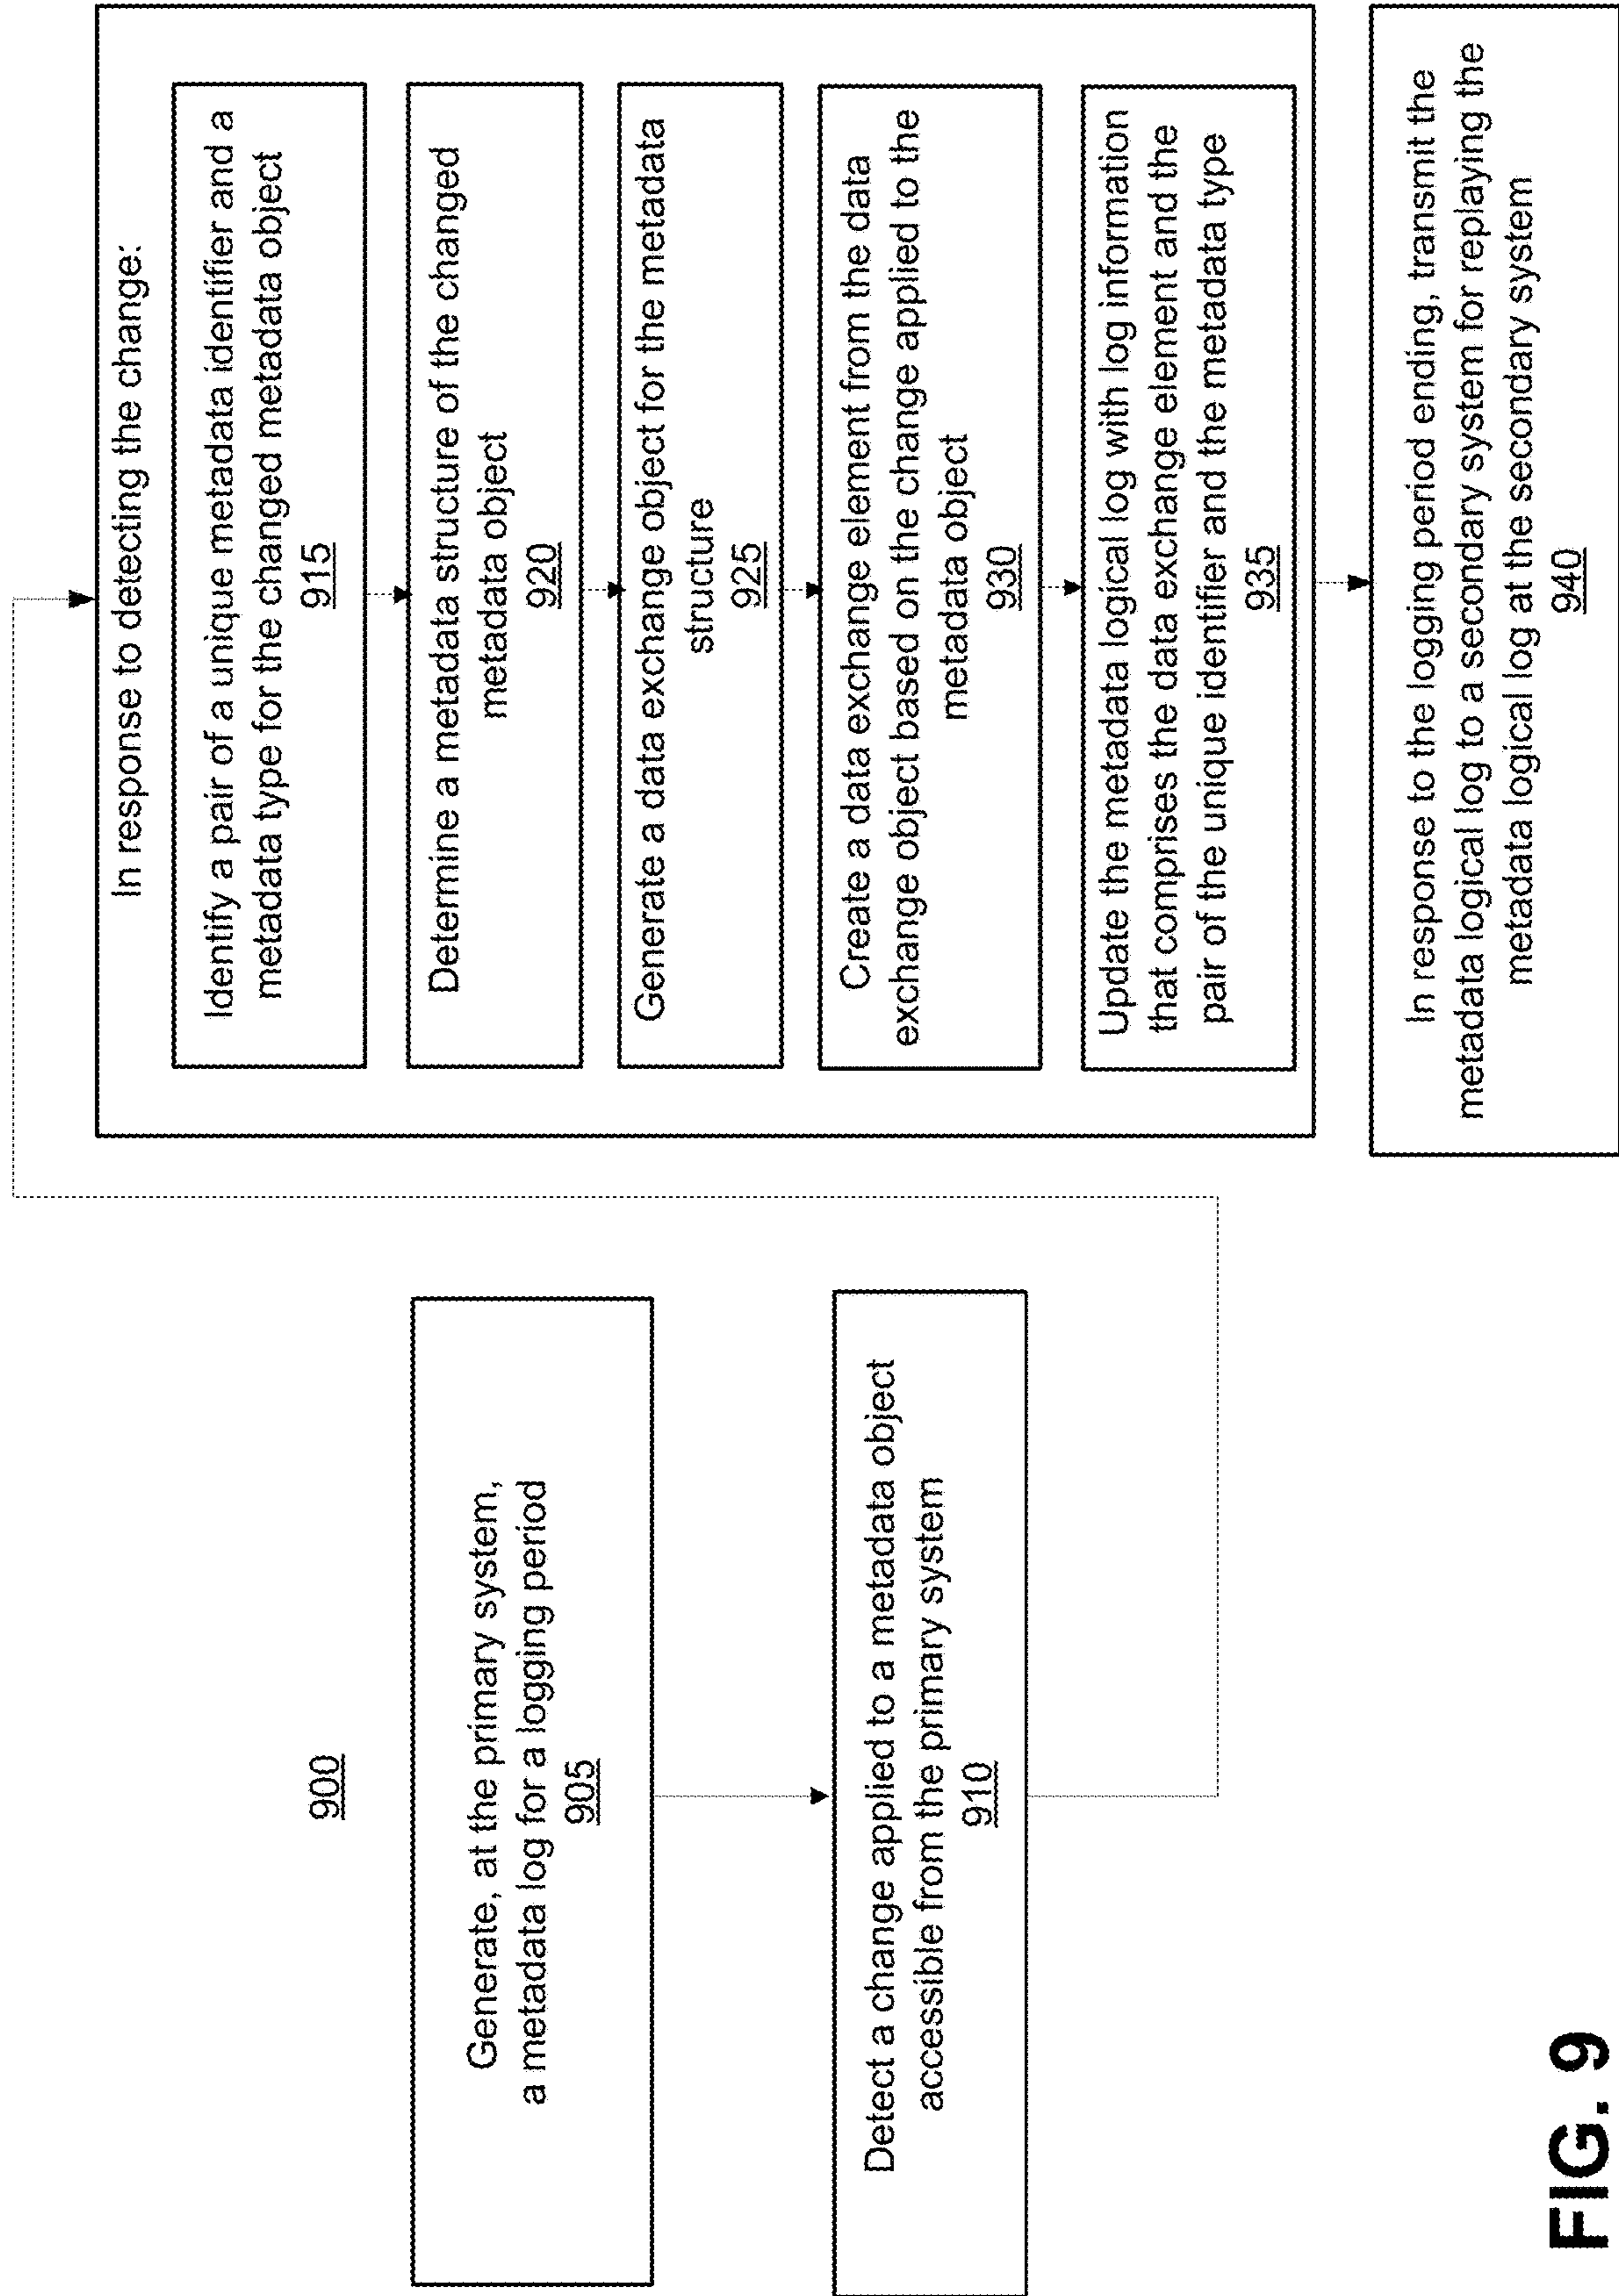 900
Generate, at the primary system,
a metadata log for a logging period
905
Detect a change applied to a metadata object
accessible from the primary system
910
In response to detecting the change:
Identify a pair of a unique metadata identifier and a
metadata type for the changed metadata object
915
Determine a metadata structure of the changed
metadata object
920
Generate a data exchange object for the metadata
structure
925
Create a data exchange element from the data
exchange object based on the change applied to the
metadata object
930
Update the metadata logical log with log information
that comprises the data exchange element and the
pair of the unique identifier and the metadata type
935
In response to the logging period ending, transmit the
metadata logical log to a secondary system for replaying the
metadata logical log at the secondary system
940
FIG. 9